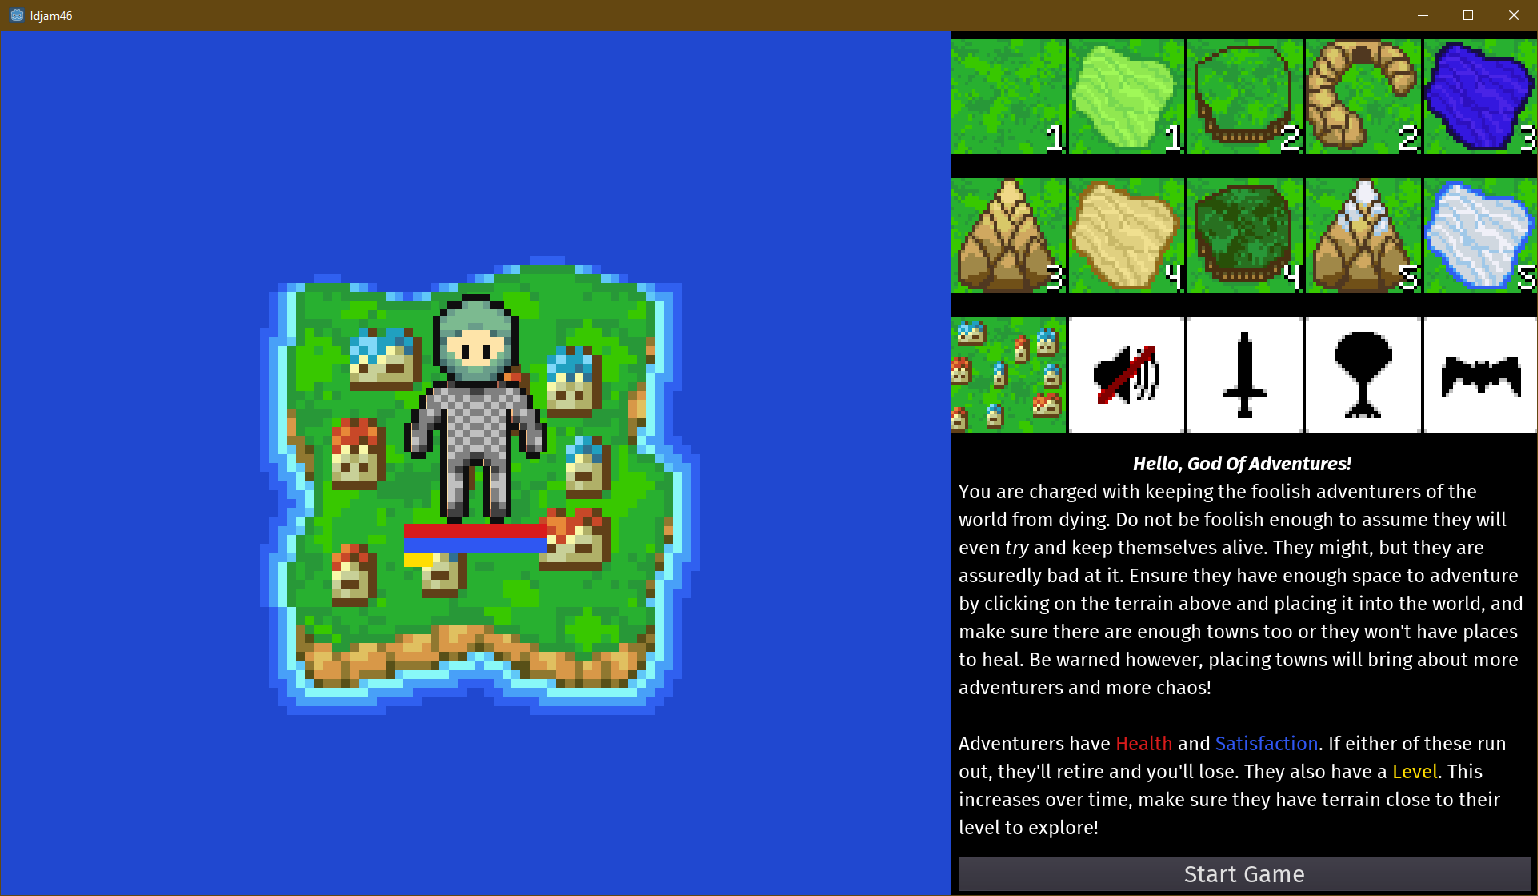 ldjam46
1 1 2 2 3
3 4 4 5 5
Hello, God Of Adventures!
You are charged with keeping the foolish adventurers of the
world from dying. Do not be foolish enough to assume they will
even try and keep themselves alive. They might, but they are
assuredly bad at it. Ensure they have enough space to adventure
by clicking on the terrain above and placing it into the world, and
make sure there are enough towns too or they won't have places
to heal. Be warned however, placing towns will bring about more
adventurers and more chaos!
Adventurers have Health and Satisfaction. If either of these run
out, they'll retire and you'll lose. They also have a Level. This
increases over time, make sure they have terrain close to their
level to explore!
Start Game